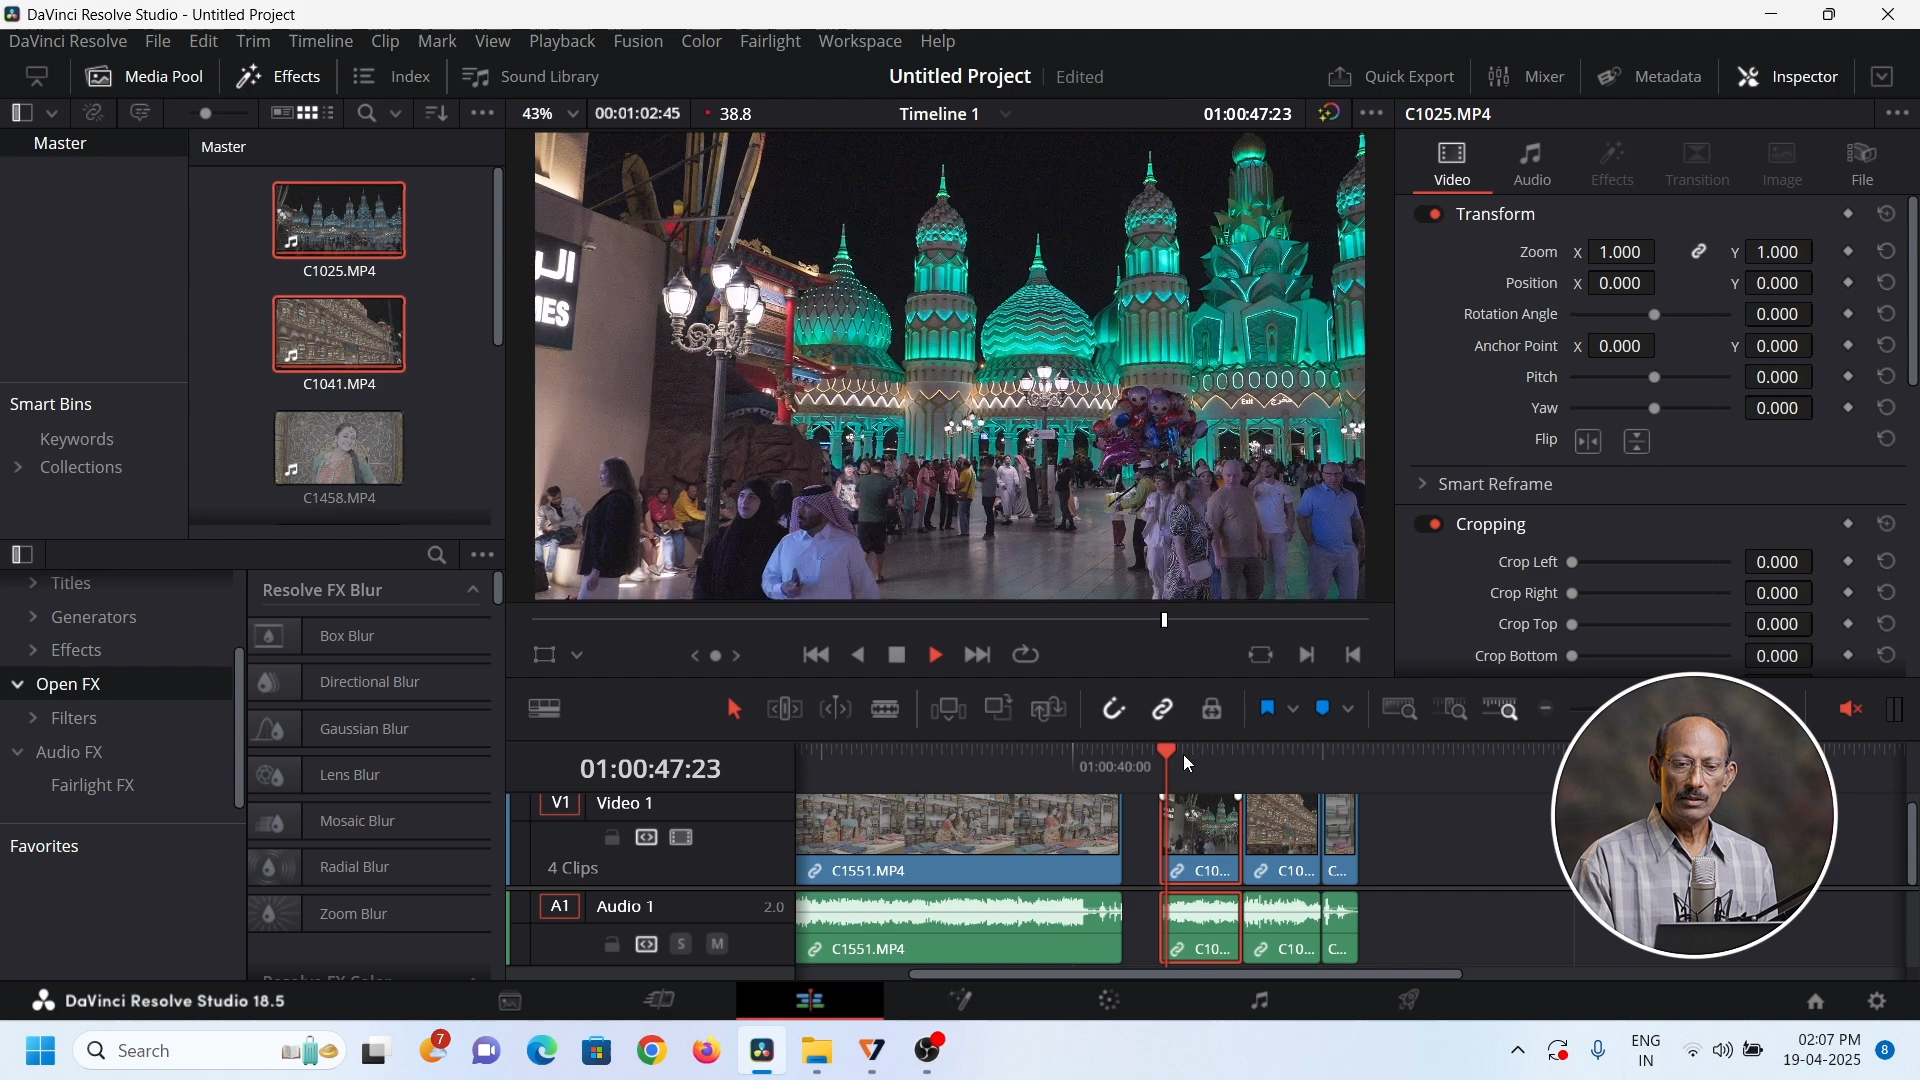 DaVinci Resolve Studio - Untitled Project
DaVinci Resolve File Edit Trim Timeline Clip Mark View Playback Fusion Color Fairlight Workspace Help
Media Pool Effects Index Sound Library Untitled Project Edited Quick Export Mixer Metadata Inspector
43% 00:01:02:45 38.8 Timeline 1 01:00:47:23 C1025.MP4
Master
Master
C1025.MP4
C1041.MP4
C1458.MP4
Smart Bins
Keywords
Collections
MES
Exit
Video Audio Effects Transition Image File
Transform
Zoom X 1.000 Y 1.000
Position X 0.000 Y 0.000
Rotation Angle 0.000
Anchor Point X 0.000 Y 0.000
Pitch 0.000
Yaw 0.000
Flip
Smart Reframe
Cropping
Crop Left 0.000
Crop Right 0.000
Crop Top 0.000
Crop Bottom 0.000
Titles
Generators
Effects
Open FX
Filters
Audio FX
Fairlight FX
Favorites
Resolve FX Blur
Box Blur
Directional Blur
Gaussian Blur
Lens Blur
Mosaic Blur
Radial Blur
Zoom Blur
Resolve FX Color
01:00:47:23 01:00:40:00
V1 Video 1
4 Clips
C1551.MP4 C10... C10... C...
A1 Audio 1 2.0
S M
C1551.MP4 C10... C10... C...
DaVinci Resolve Studio 18.5
Search
7
ENG
IN
02:07 PM
19-04-2025
8